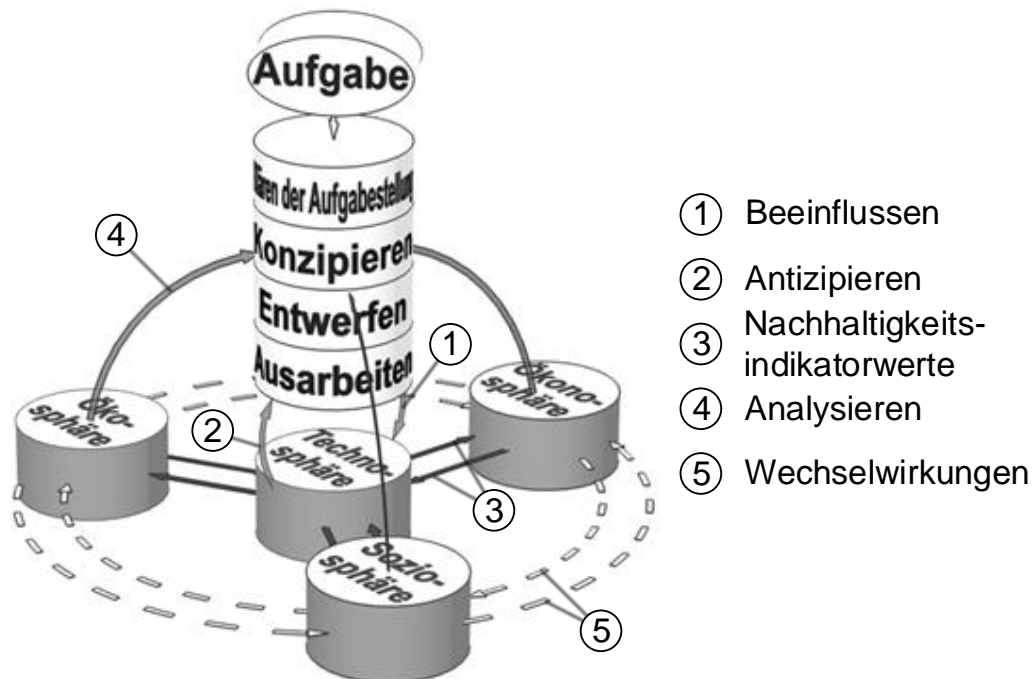 Aufgabe
der Aufgabestellung
Konzipieren
Entwerfen
Ausarbeiten
Öko-
sphäre
Techno-
sphäre
Ökono-
sphäre
Sozio-
sphäre
4
1
2
3
5
1 Beeinflussen
2 Antizipieren
3 Nachhaltigkeits-
indikatorwerte
4 Analysieren
5 Wechselwirkungen